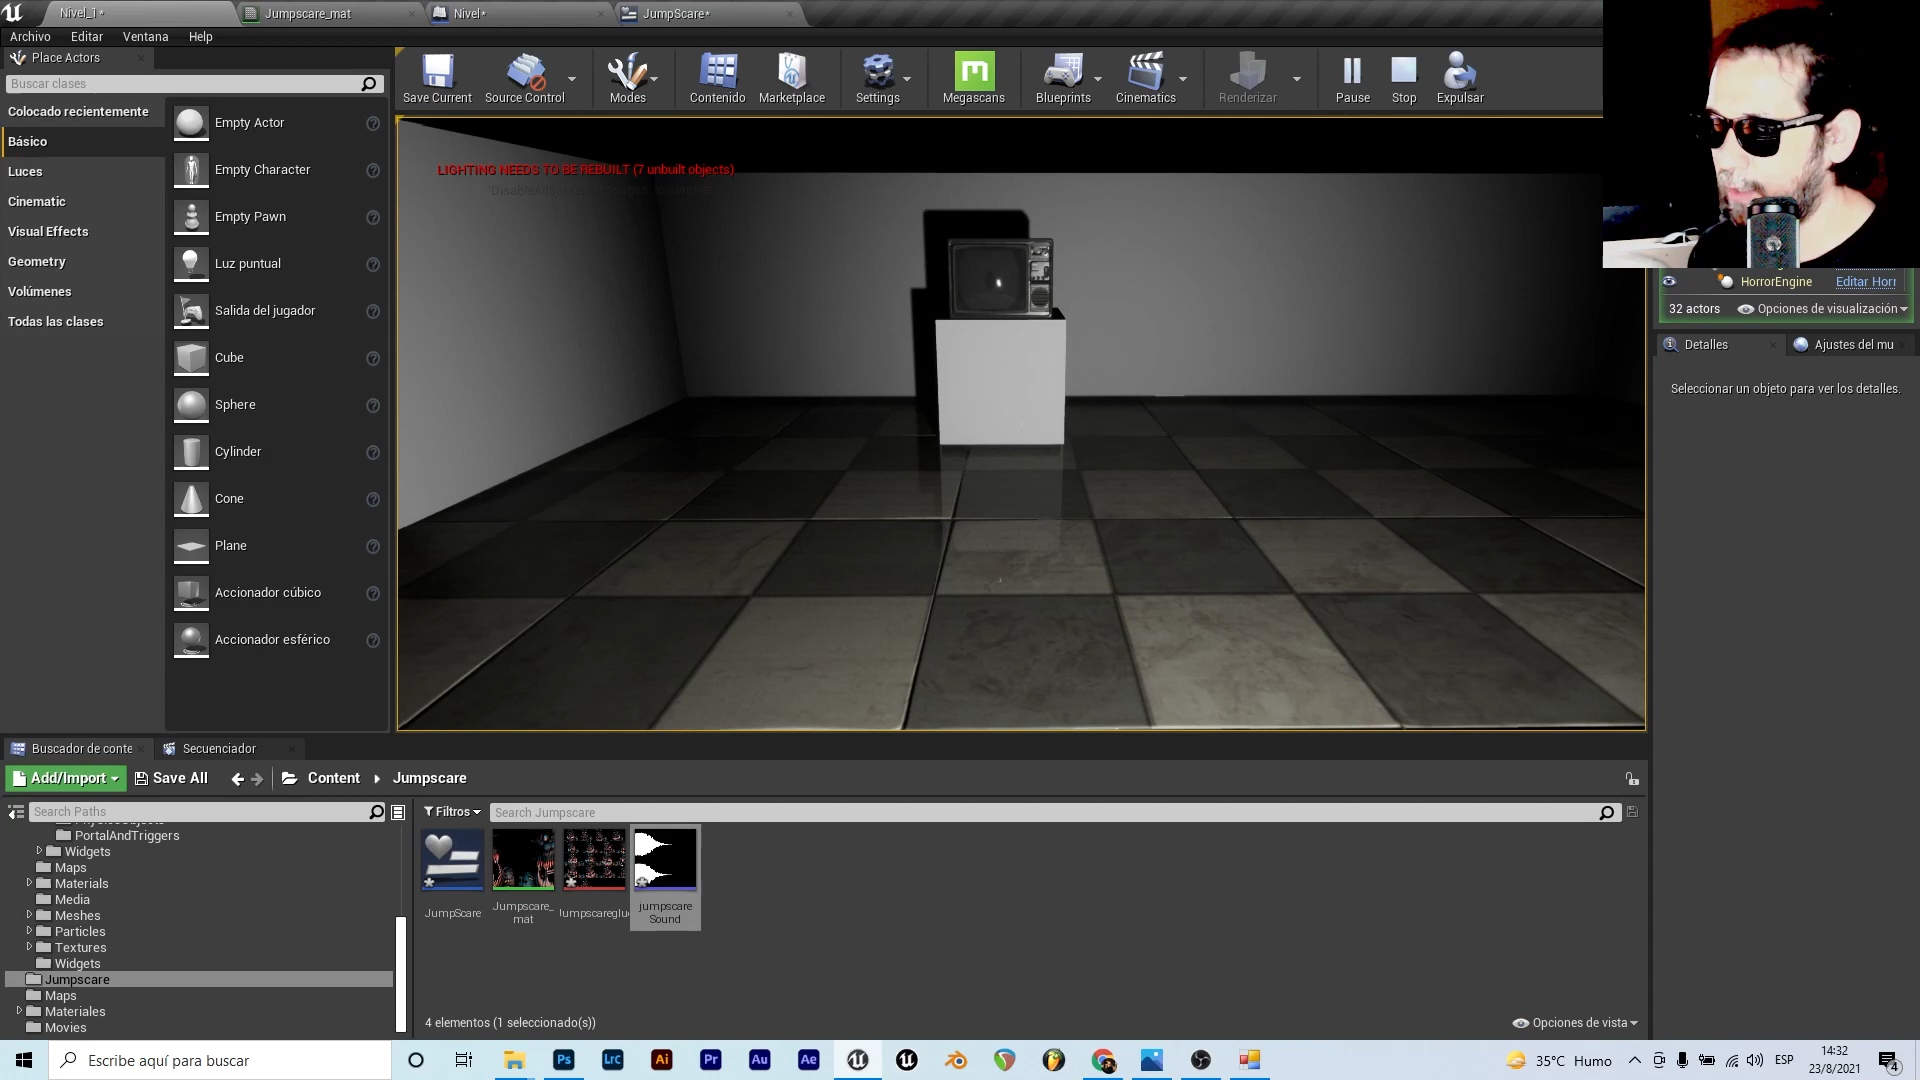 Nivel_1*
Jumpscare_mat
Nivel*
JumpScare*
Archivo
Editar
Ventana
Help
Place Actors
Buscar clases
Colocado recientemente
Básico
Luces
Cinematic
Visual Effects
Geometry
Volúmenes
Todas las clases
Empty Actor
Empty Character
Empty Pawn
Luz puntual
Salida del jugador
Cube
Sphere
Cylinder
Cone
Plane
Accionador cúbico
Accionador esférico
Save Current
Source Control
Modes
Contenido
Marketplace
Settings
Megascans
Blueprints
Cinematics
Renderizar
Pause
Stop
Expulsar
LIGHTING NEEDS TO BE REBUILT (7 unbuilt objects)
HorrorEngine
Editar Horr
32 actors
Opciones de visualización
Detalles
Ajustes del mu
Seleccionar un objeto para ver los detalles.
Buscador de conte
Secuenciador
Add/Import
Save All
Content
Jumpscare
Search Paths
Filtros
Search Jumpscare
PortalAndTriggers
Widgets
Maps
Materials
Media
Meshes
Particles
Textures
Widgets
Jumpscare
Maps
Materiales
Movies
JumpScare
Jumpscare_
mat
jumpscare
Sound
4 elementos (1 seleccionado(s))
Opciones de vista
Escribe aquí para buscar
Ps
Lrc
Ai
Pr
Au
Ae
35°C Humo
ESP
14:32
23/8/2021
4